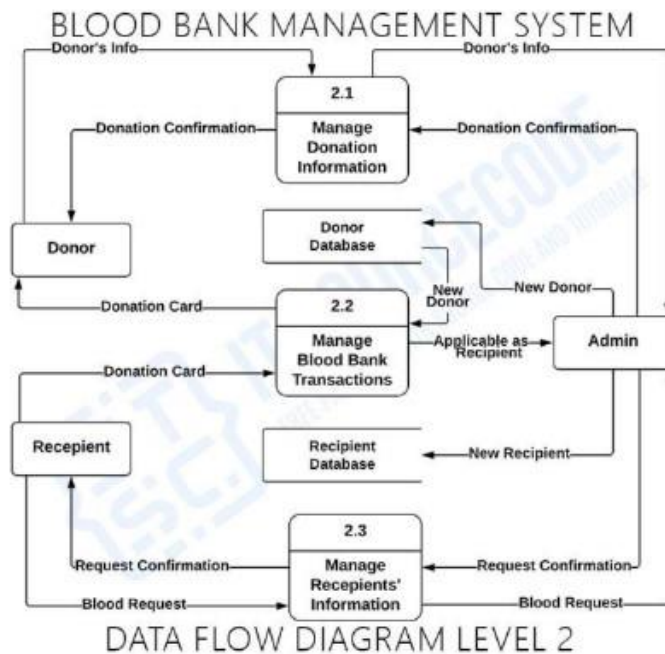 BLOOD BANK MANAGEMENT SYSTEM
Donor's Info
Donor's Info
2.1
Donation Confirmation
Manage
Donation
Information
Donation Confirmation
Donor
Donor
Database
New
Donor
New Donor
Donation Card
2.2
Manage
Blood Bank
Transactions
Applicable as
Recipient
Admin
Donation Card
Recepient
Recipient
Database
New Recipient
2.3
Request Confirmation
Manage
Recepients'
Information
Request Confirmation
Blood Request
Blood Request
DATA FLOW DIAGRAM LEVEL 2